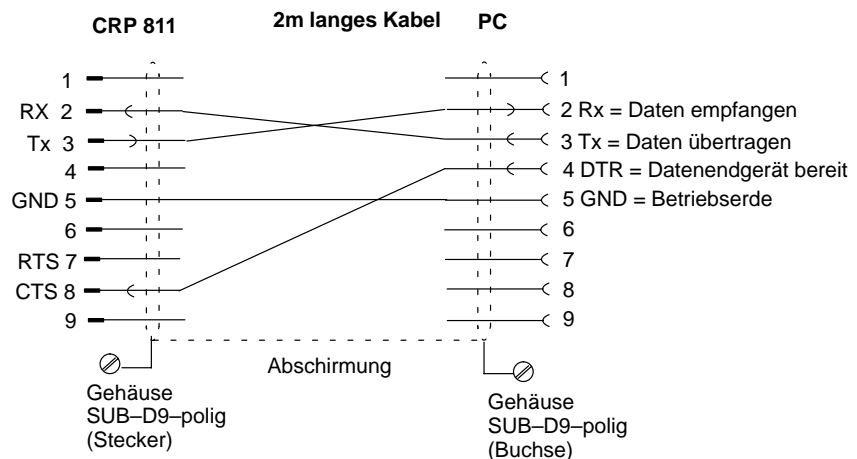 CRP 811 2m langes Kabel PC
1 1
RX 2 2 Rx = Daten empfangen
Tx 3 3 Tx = Daten übertragen
4 4 DTR = Datenendgerät bereit
GND 5 5 GND = Betriebserde
6 6
RTS 7 7
CTS 8 8
9 9
Abschirmung
Gehäuse
SUB–D9–polig
(Stecker)
Gehäuse
SUB–D9–polig
(Buchse)